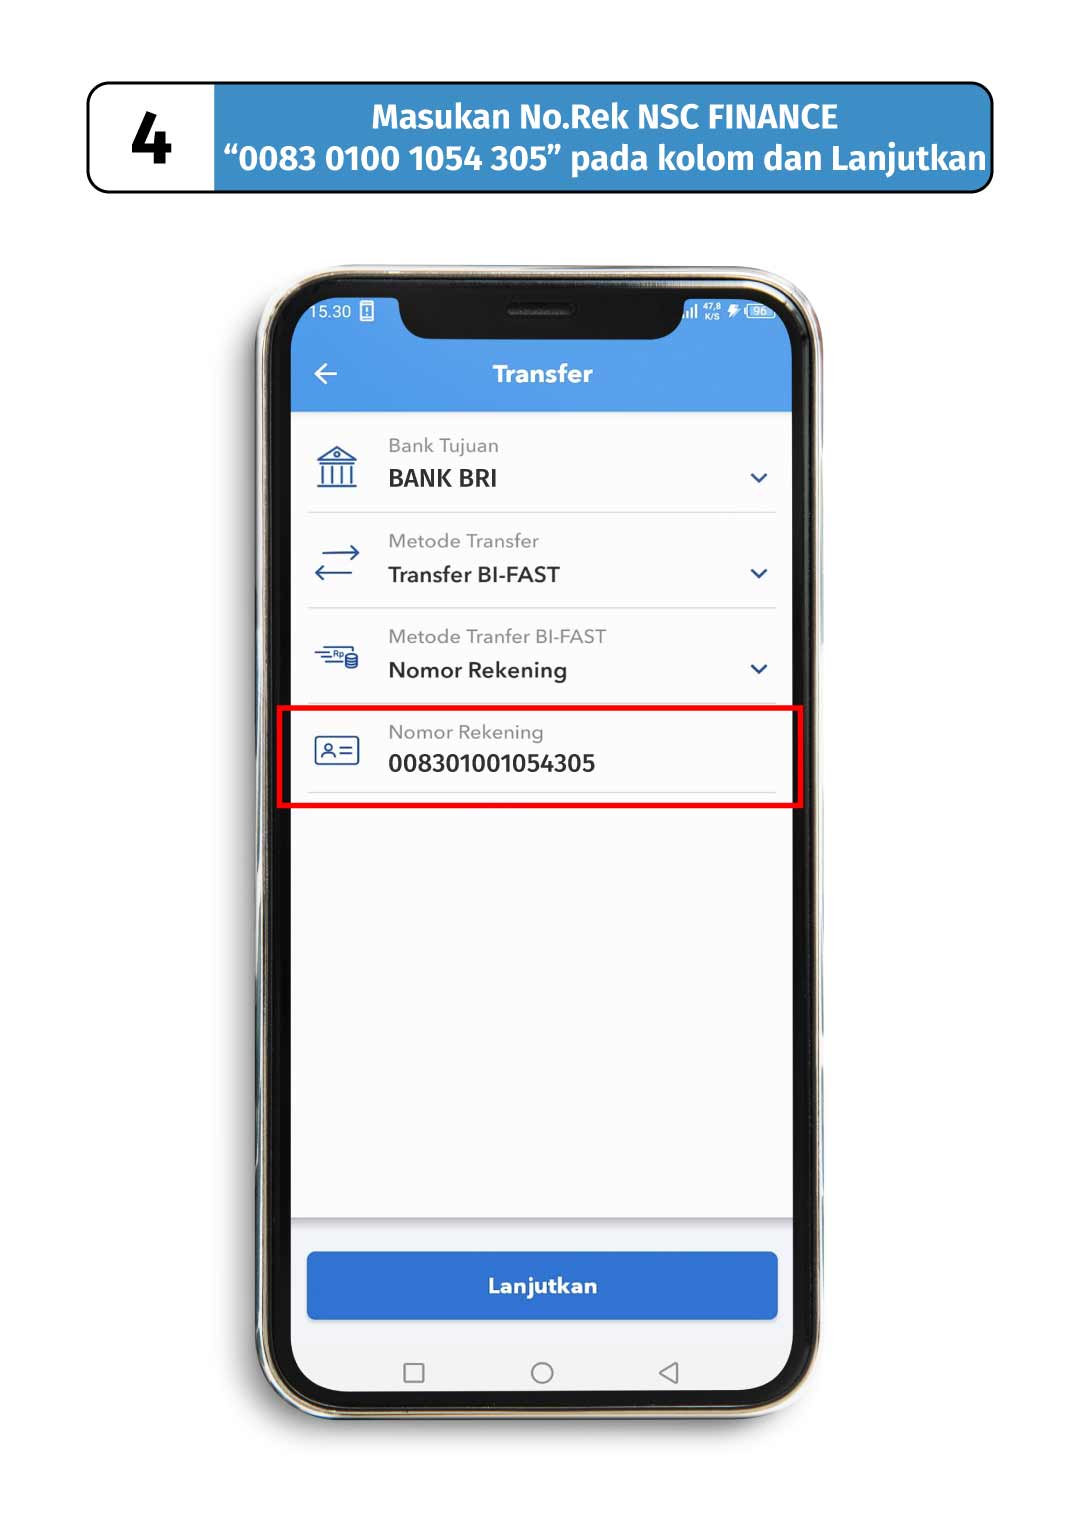 4
Masukan No.Rek NSC FINANCE
“0083 0100 1054 305” pada kolom dan Lanjutkan
15.30
47,8
K/S
96
Transfer
Bank Tujuan
BANK BRI
Metode Transfer
Transfer BI-FAST
Metode Tranfer BI-FAST
Rp
Nomor Rekening
Nomor Rekening
008301001054305
Lanjutkan